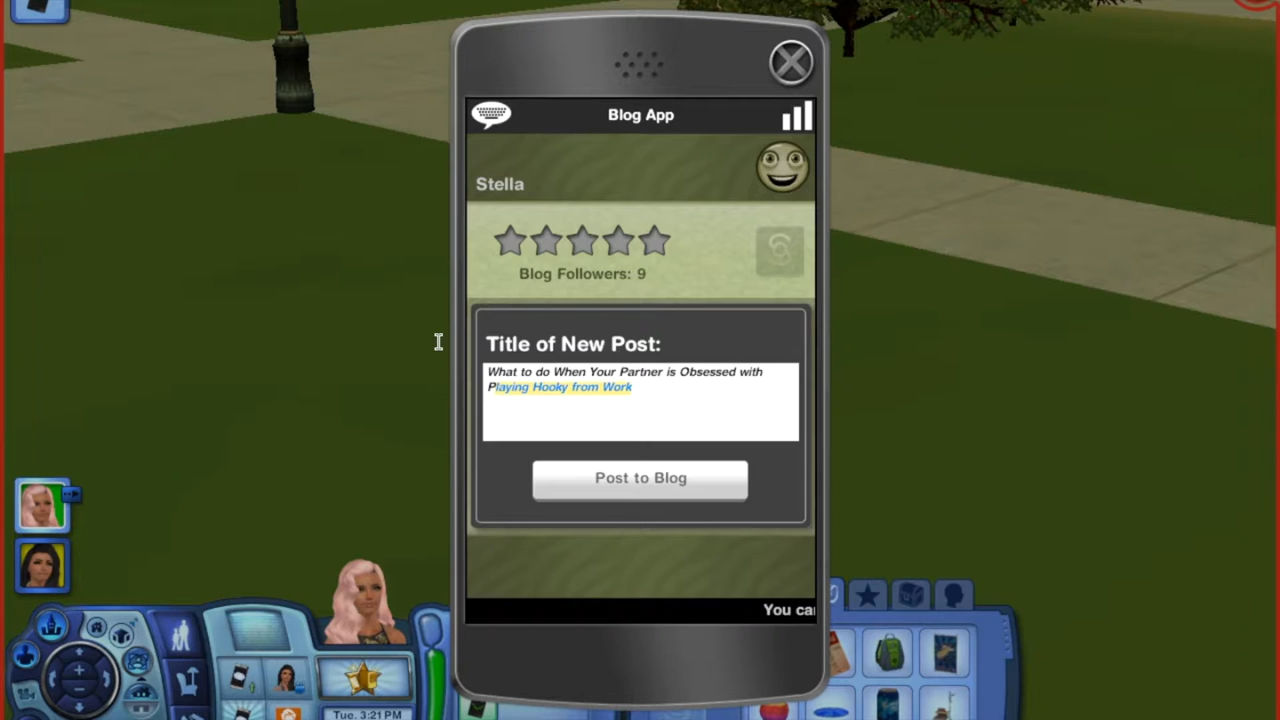 Blog App
Stella
Blog Followers: 9
Title of New Post:
What to do When Your Partner is Obsessed with
Playing Hooky from Work
Post to Blog
You
Tue. 3:21 PM